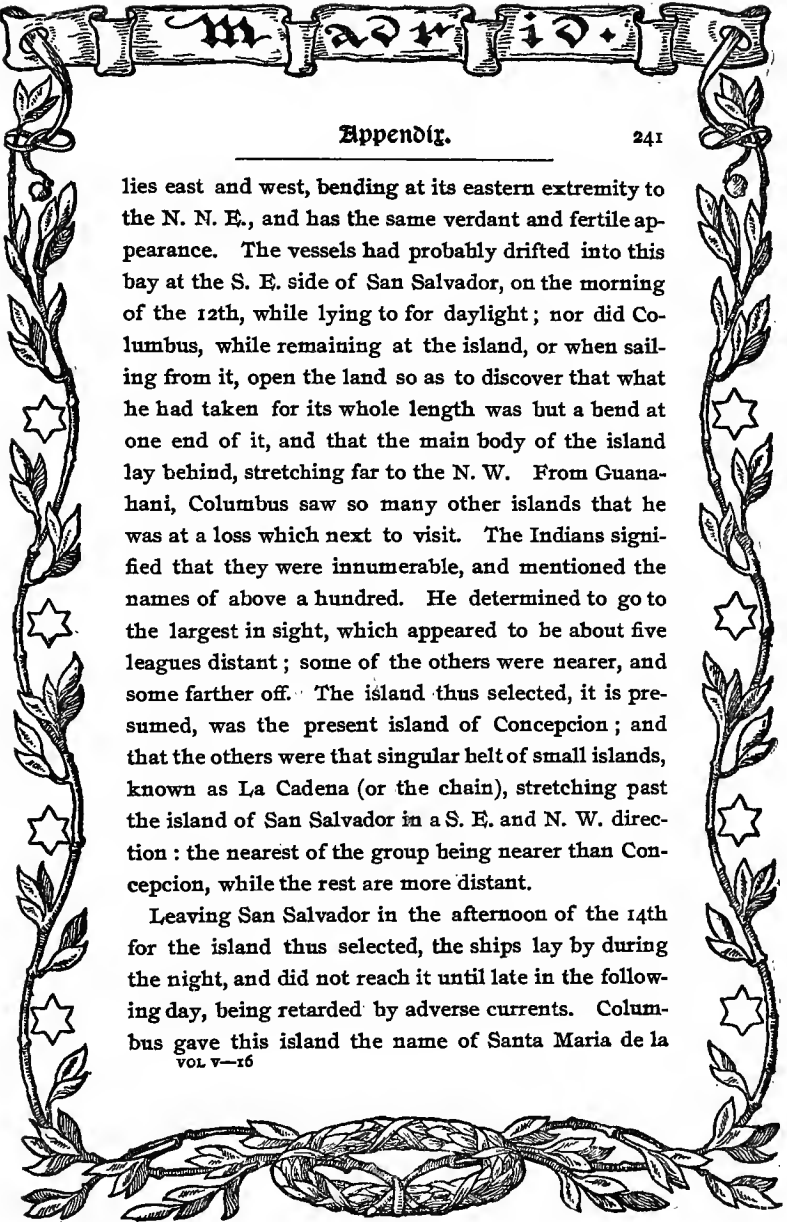 Madrid.
Appendix.
241
lies east and west, bending at its eastern extremity to
the N. N. E., and has the same verdant and fertile ap-
pearance. The vessels had probably drifted into this
bay at the S. E. side of San Salvador, on the morning
of the 12th, while lying to for daylight; nor did Co-
lumbus, while remaining at the island, or when sail-
ing from it, open the land so as to discover that what
he had taken for its whole length was but a bend at
one end of it, and that the main body of the island
lay behind, stretching far to the N. W. From Guana-
hani, Columbus saw so many other islands that he
was at a loss which next to visit. The Indians signi-
fied that they were innumerable, and mentioned the
names of above a hundred. He determined to go to
the largest in sight, which appeared to be about five
leagues distant; some of the others were nearer, and
some farther off. The island thus selected, it is pre-
sumed, was the present island of Concepcion; and
that the others were that singular belt of small islands,
known as La Cadena (or the chain), stretching past
the island of San Salvador in a S. E. and N. W. direc-
tion: the nearest of the group being nearer than Con-
cepcion, while the rest are more distant.
Leaving San Salvador in the afternoon of the 14th
for the island thus selected, the ships lay by during
the night, and did not reach it until late in the follow-
ing day, being retarded by adverse currents. Colum-
bus gave this island the name of Santa Maria de la
VOL V—16